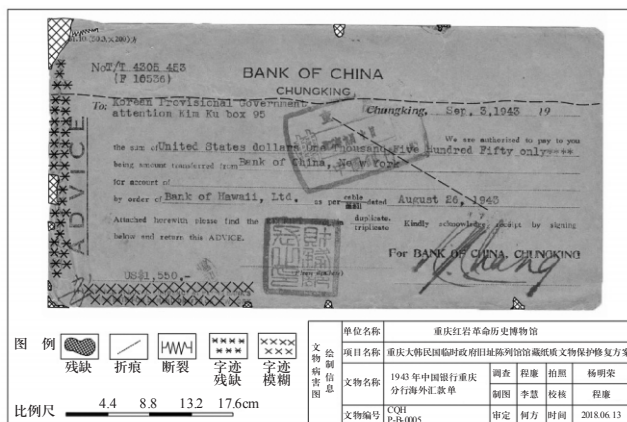 NoT/T 4305 483
(F 16536)
BANK OF CHINA
CHUNGKING
To: Korean Provisional Government
attention Kim Ku box 95
Chungking, Sep. 3,1943 19
We are authorised to pay to you
the sum of United States dollars One Thousand Five Hundred Fifty only=***
being amount transferred from Bank of China, New York
for account of
by order of Bank of Hawaii, Ltd. as per cable dated August 26, 1943
Attached herewith please find the in duplicate. triplicate Kindly acknowledge receipt by signing
below and return this ADVICE.
For BANK OF CHINA, CHUNGKING
US$1,550.-
ADVICE
图 例
残缺 折痕 断裂 字迹残缺 字迹模糊
比例尺 4.4 8.8 13.2 17.6cm
文物病害图 绘制信息
单位名称 重庆红岩革命历史博物馆
项目名称 重庆大韩民国临时政府旧址陈列馆馆藏纸质文物保护修复方案
文物名称 1943 年中国银行重庆分行海外汇款单
调查 程廉 拍照 杨明荣
制图 李慧 校核 程廉
文物编号 CQH P-B-0005
审定 何方 时间 2018.06.13